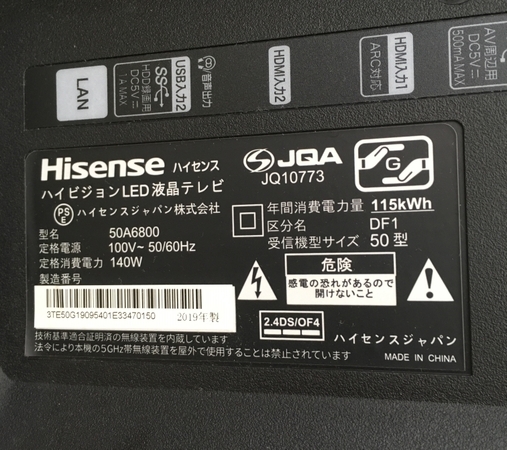 LAN
USB入力2
HDD録画用
DC5V⎓
1A MAX
音声出力
HDMI入力2
HDMI入力1
ARC対応
AV周辺用
DC5V⎓
500mA MAX
Hisense ハイセンス
JQA
JQ10773
G
ハイビジョンLED液晶テレビ
PS
E
ハイセンスジャパン株式会社
年間消費電力量 115kWh
区分名 DF1
受信機型サイズ 50型
型名 50A6800
定格電源 100V~ 50/60Hz
定格消費電力 140W
製造番号
3TE50G19095401E33470150 2019年製
危険
感電の恐れがあるので
開けないこと
2.4DS/OF4
技術基準適合証明済の無線装置を内蔵しています
法令により本機の5GHz帯無線装置を屋外で使用することは禁止されています
ハイセンスジャパン
MADE IN CHINA